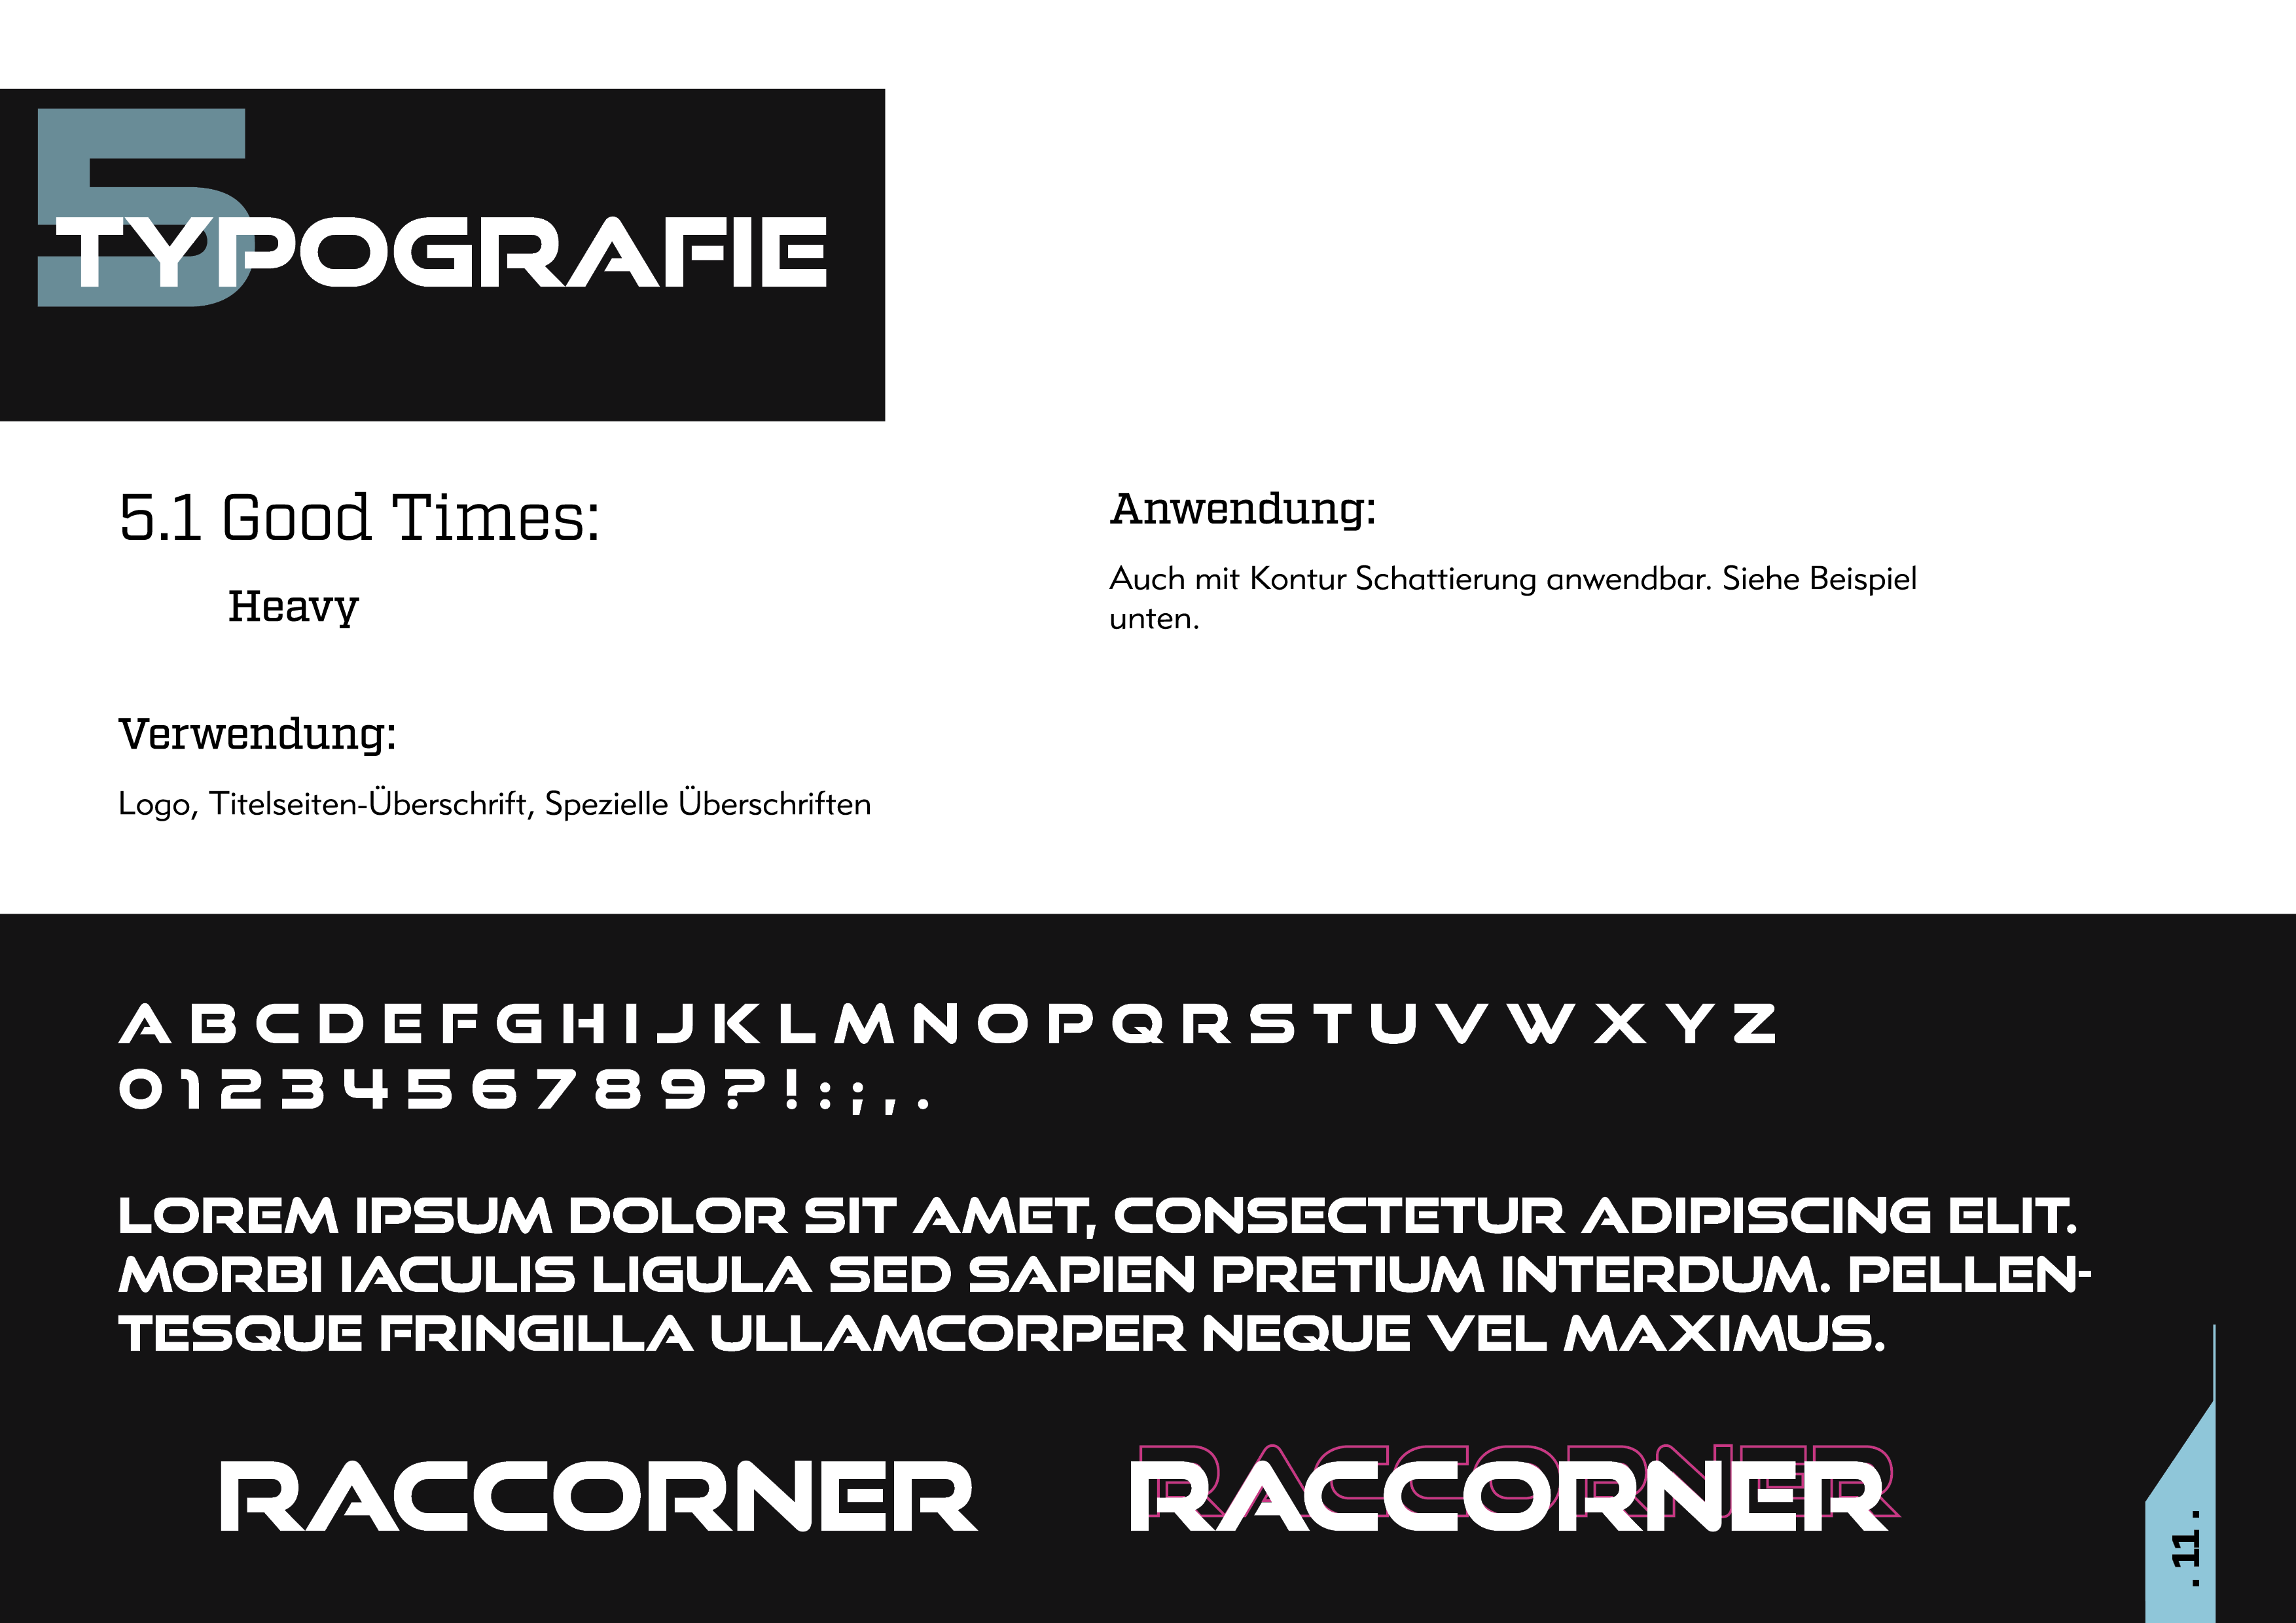 5
TYPOGRAFIE
5.1 Good Times:
Heavy
Verwendung:
Logo, Titelseiten-Überschrift, Spezielle Überschriften
Anwendung:
Auch mit Kontur Schattierung anwendbar. Siehe Beispiel
unten.
A B C D E F G H I J K L M N O P Q R S T U V W X Y Z
0 1 2 3 4 5 6 7 8 9 ? ! : ; , .
LOREM IPSUM DOLOR SIT AMET, CONSECTETUR ADIPISCING ELIT.
MORBI IACULIS LIGULA SED SAPIEN PRETIUM INTERDUM. PELLEN-
TESQUE FRINGILLA ULLAMCORPER NEQUE VEL MAXIMUS.
RACCORNER
RACCORNER
. 11 .